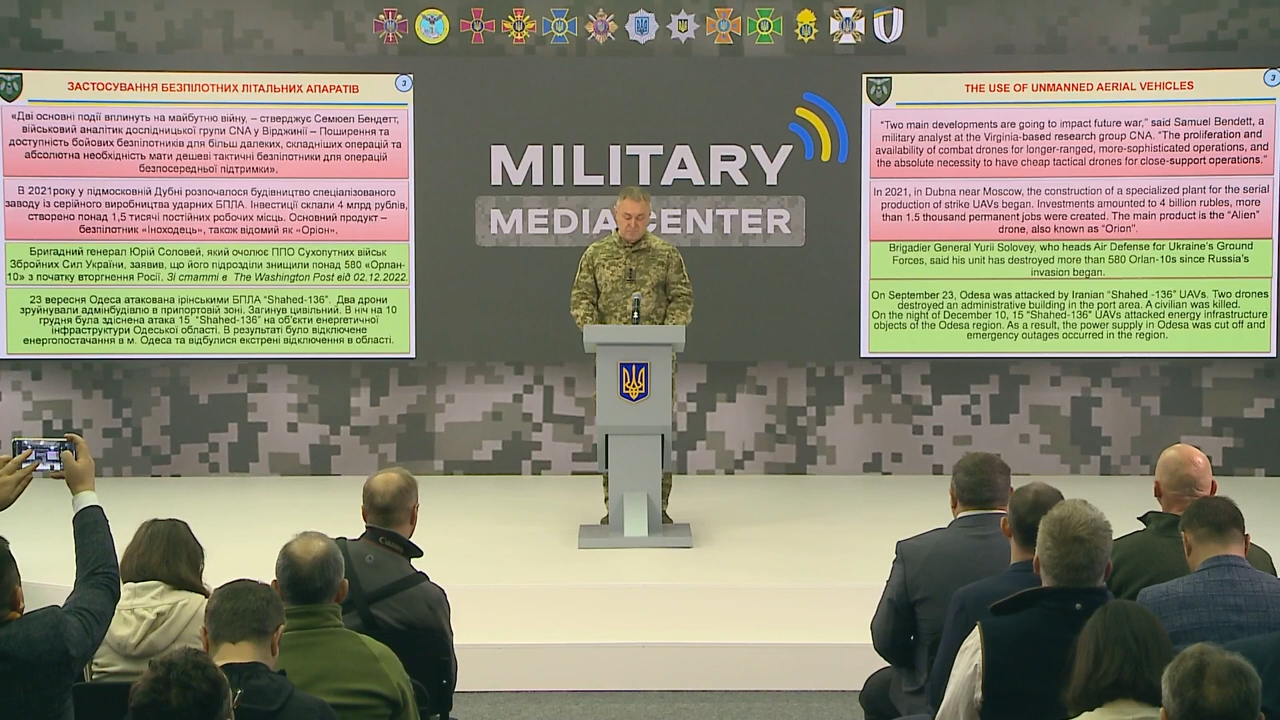 ЗАСТОСУВАННЯ БЕЗПІЛОТНИХ ЛІТАЛЬНИХ АПАРАТІВ
3
«Дві основні події вплинуть на майбутню війну, – стверджує Семюел Бендетт,
військовий аналітик дослідницької групи CNA у Вірджинії – Поширення та
доступність бойових безпілотників для більш далеких, складніших операцій та
абсолютна необхідність мати дешеві тактичні безпілотники для операцій
безпосередньої підтримки».
В 2021року у підмосковній Дубні розпочалося будівництво спеціалізованого
заводу із серійного виробництва ударних БПЛА. Інвестиції склали 4 млрд рублів,
створено понад 1,5 тисячі постійних робочих місць. Основний продукт –
безпілотник «Іноходець», також відомий як «Оріон».
Бригадний генерал Юрій Соловей, який очолює ППО Сухопутних військ
Збройних Сил України, заявив, що його підрозділи знищили понад 580 «Орлан-
10» з початку вторгнення Росії. Зі статті в The Washington Post від 02.12.2022.
23 вересня Одеса атакована ірінськими БПЛА “Shahed-136”. Два дрони
зруйнували адмінбудівлю в припортовій зоні. Загинув цивільний. В ніч на 10
грудня була здіснена атака 15 “Shahed-136” на об'єкти енергетичної
інфраструктури Одеської області. В результаті було відключене
енергопостачання в м. Одеса та відбулися екстрені відключення в області.
MILITARY
MEDIA CENTER
THE USE OF UNMANNED AERIAL VEHICLES
3
“Two main developments are going to impact future war,” said Samuel Bendett, a
military analyst at the Virginia-based research group CNA. “The proliferation and
availability of combat drones for longer-ranged, more-sophisticated operations, and
the absolute necessity to have cheap tactical drones for close-support operations.”
In 2021, in Dubna near Moscow, the construction of a specialized plant for the serial
production of strike UAVs began. Investments amounted to 4 billion rubles, more
than 1.5 thousand permanent jobs were created. The main product is the “Alien”
drone, also known as “Orion”.
Brigadier General Yurii Solovey, who heads Air Defense for Ukraine’s Ground
Forces, said his unit has destroyed more than 580 Orlan-10s since Russia’s
invasion began.
On September 23, Odesa was attacked by Iranian “Shahed -136” UAVs. Two drones
destroyed an administrative building in the port area. A civilian was killed.
On the night of December 10, 15 “Shahed-136” UAVs attacked energy infrastructure
objects of the Odesa region. As a result, the power supply in Odesa was cut off and
emergency outages occurred in the region.
Canon